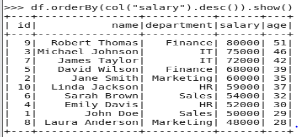 >>> df.orderBy(col("salary").desc()).show()
+---+---------------+----------+------+---+
| id|           name|department|salary|age|
+---+---------------+----------+------+---+
|  9|  Robert Thomas|   Finance| 80000| 51|
|  3|Michael Johnson|        IT| 75000| 46|
|  7|   James Taylor|        IT| 72000| 42|
|  5|   David Wilson|   Finance| 68000| 39|
|  2|     Jane Smith| Marketing| 60000| 35|
| 10|  Linda Jackson|        HR| 59000| 37|
|  6|    Sarah Brown|     Sales| 54000| 32|
|  4|    Emily Davis|        HR| 52000| 30|
|  1|       John Doe|     Sales| 50000| 29|
|  8| Laura Anderson| Marketing| 48000| 28|
+---+---------------+----------+------+---+